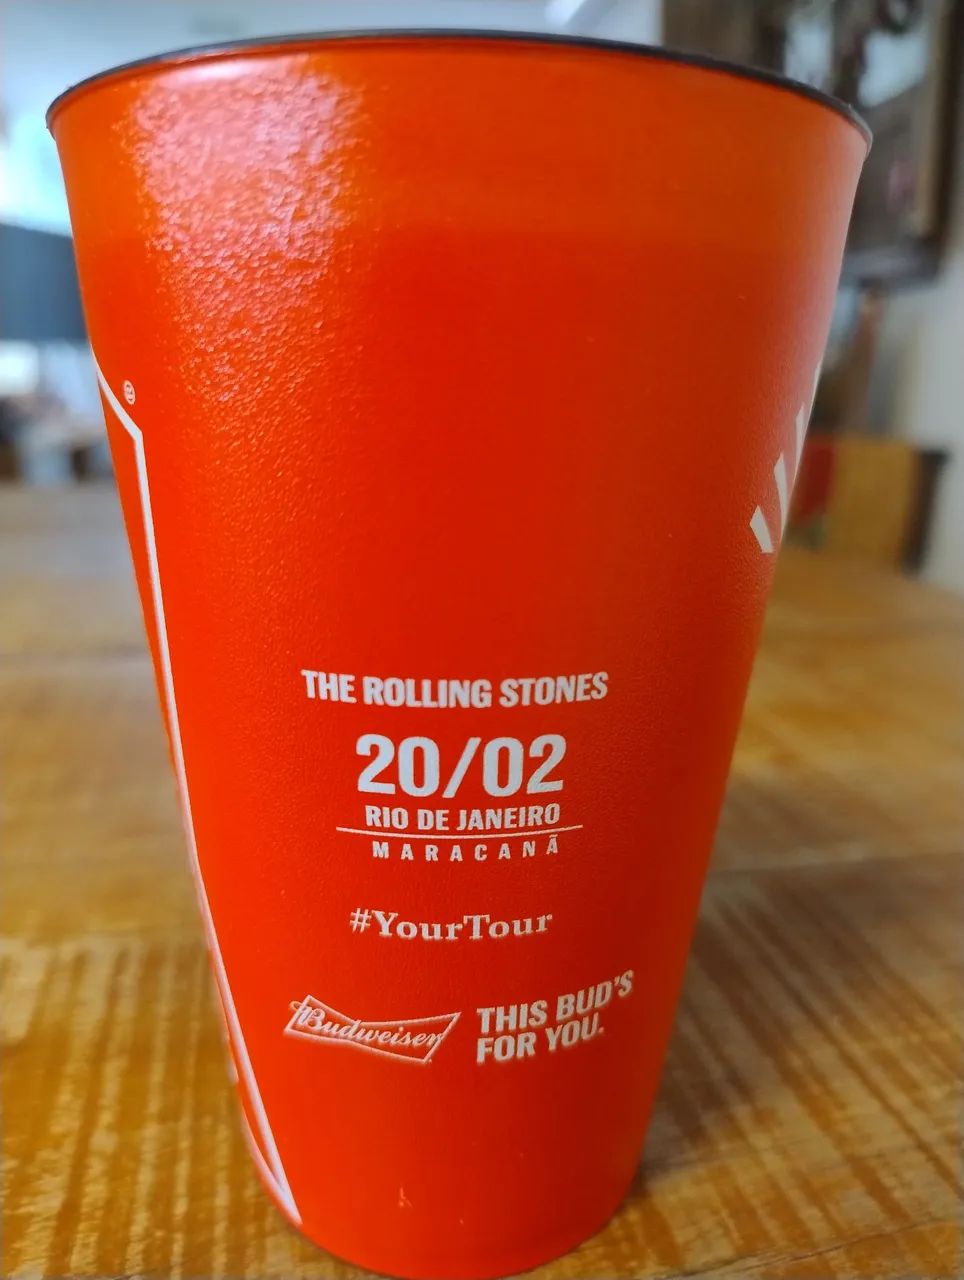 THE ROLLING STONES
20/02
RIO DE JANEIRO
MARACANÃ
#YourTour
Budweiser
THIS BUD'S
FOR YOU.